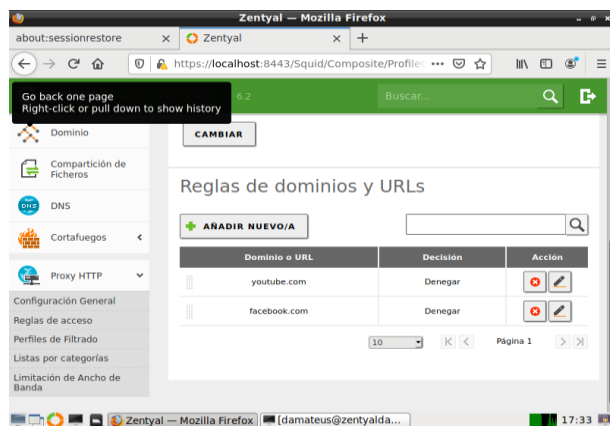 Zentyal — Mozilla Firefox
about:sessionrestore
Zentyal
https://localhost:8443/Squid/Composite/Profile
Go back one page
Right-click or pull down to show history
6.2
Buscar...
Dominio
CAMBIAR
Compartición de
Ficheros
Reglas de dominios y URLs
DNS
AÑADIR NUEVO/A
Cortafuegos
Dominio o URL Decisión Acción
Proxy HTTP
youtube.com Denegar
Configuración General
facebook.com Denegar
Reglas de acceso
Perfiles de Filtrado
10 Página 1
Listas por categorías
Limitación de Ancho de
Banda
Zentyal — Mozilla Firefox
[damateus@zentyalda...
17:33